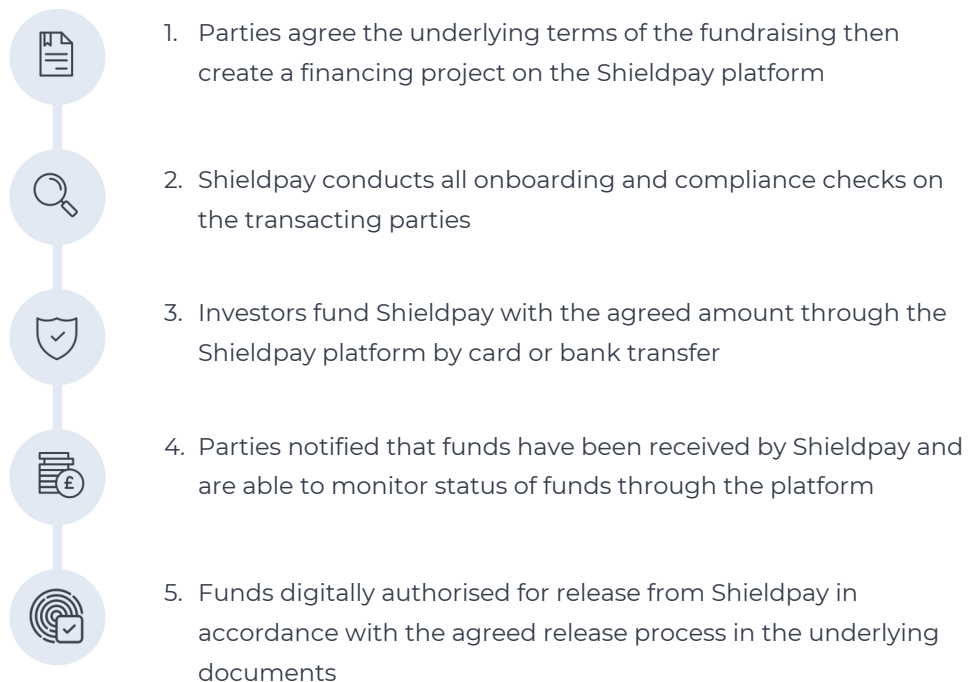 1. Parties agree the underlying terms of the fundraising then
create a financing project on the Shieldpay platform
2. Shieldpay conducts all onboarding and compliance checks on
the transacting parties
3. Investors fund Shieldpay with the agreed amount through the
Shieldpay platform by card or bank transfer
£
4. Parties notified that funds have been received by Shieldpay and
are able to monitor status of funds through the platform
5. Funds digitally authorised for release from Shieldpay in
accordance with the agreed release process in the underlying
documents